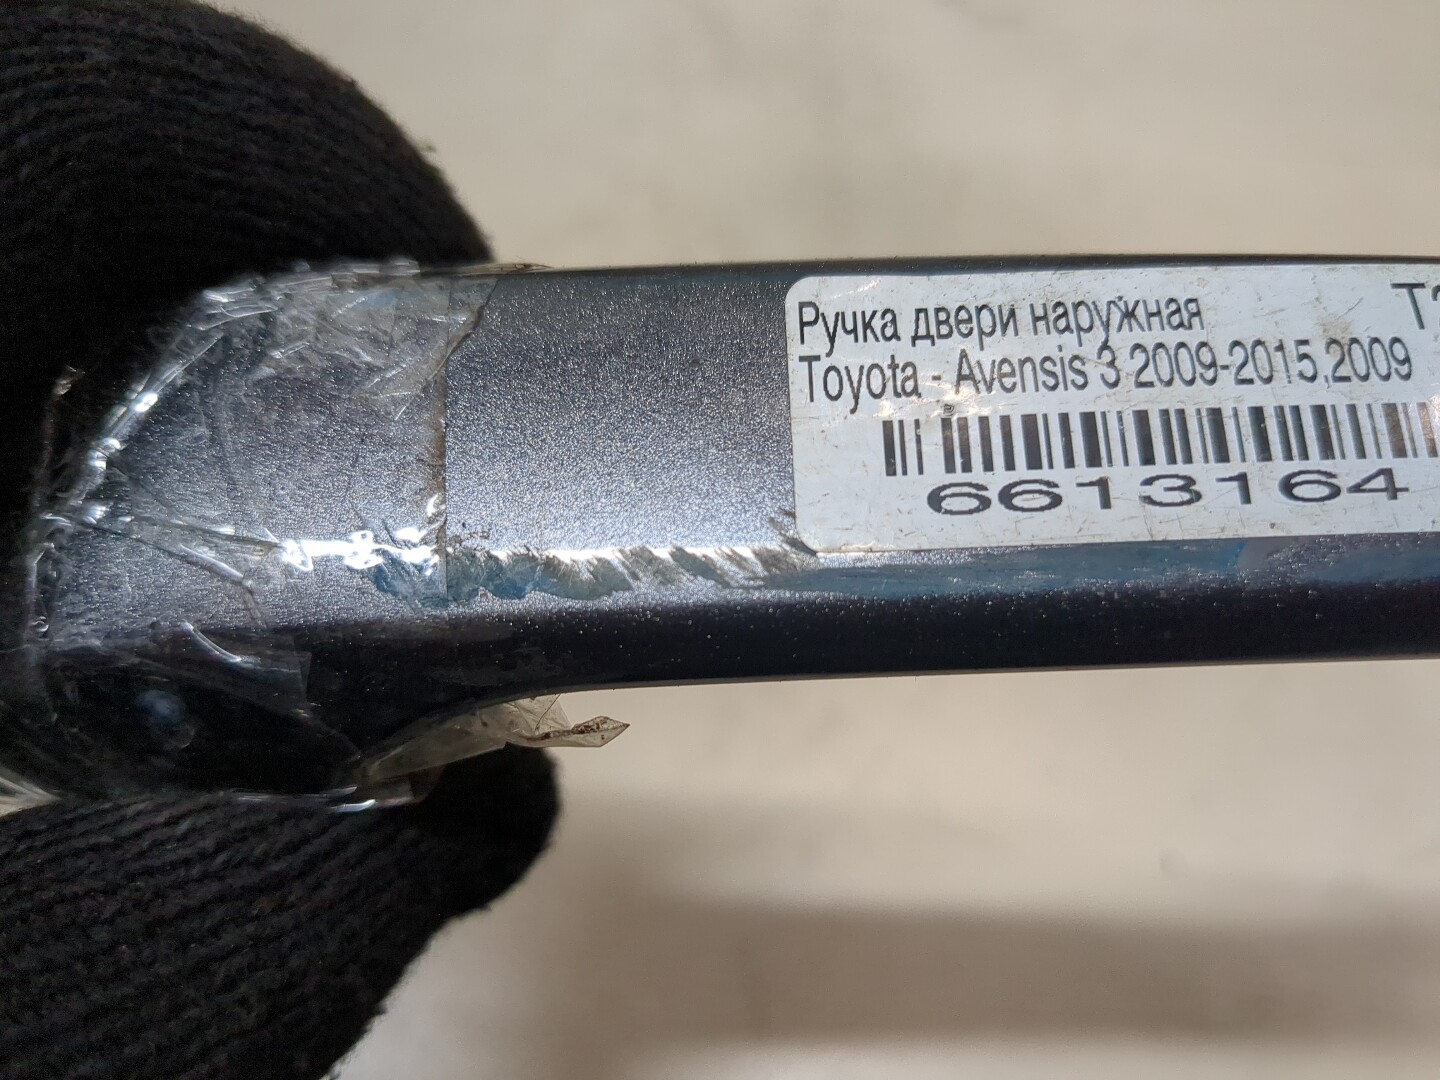 Ручка двери наружная
Toyota - Avensis 3 2009-2015,2009
6613164